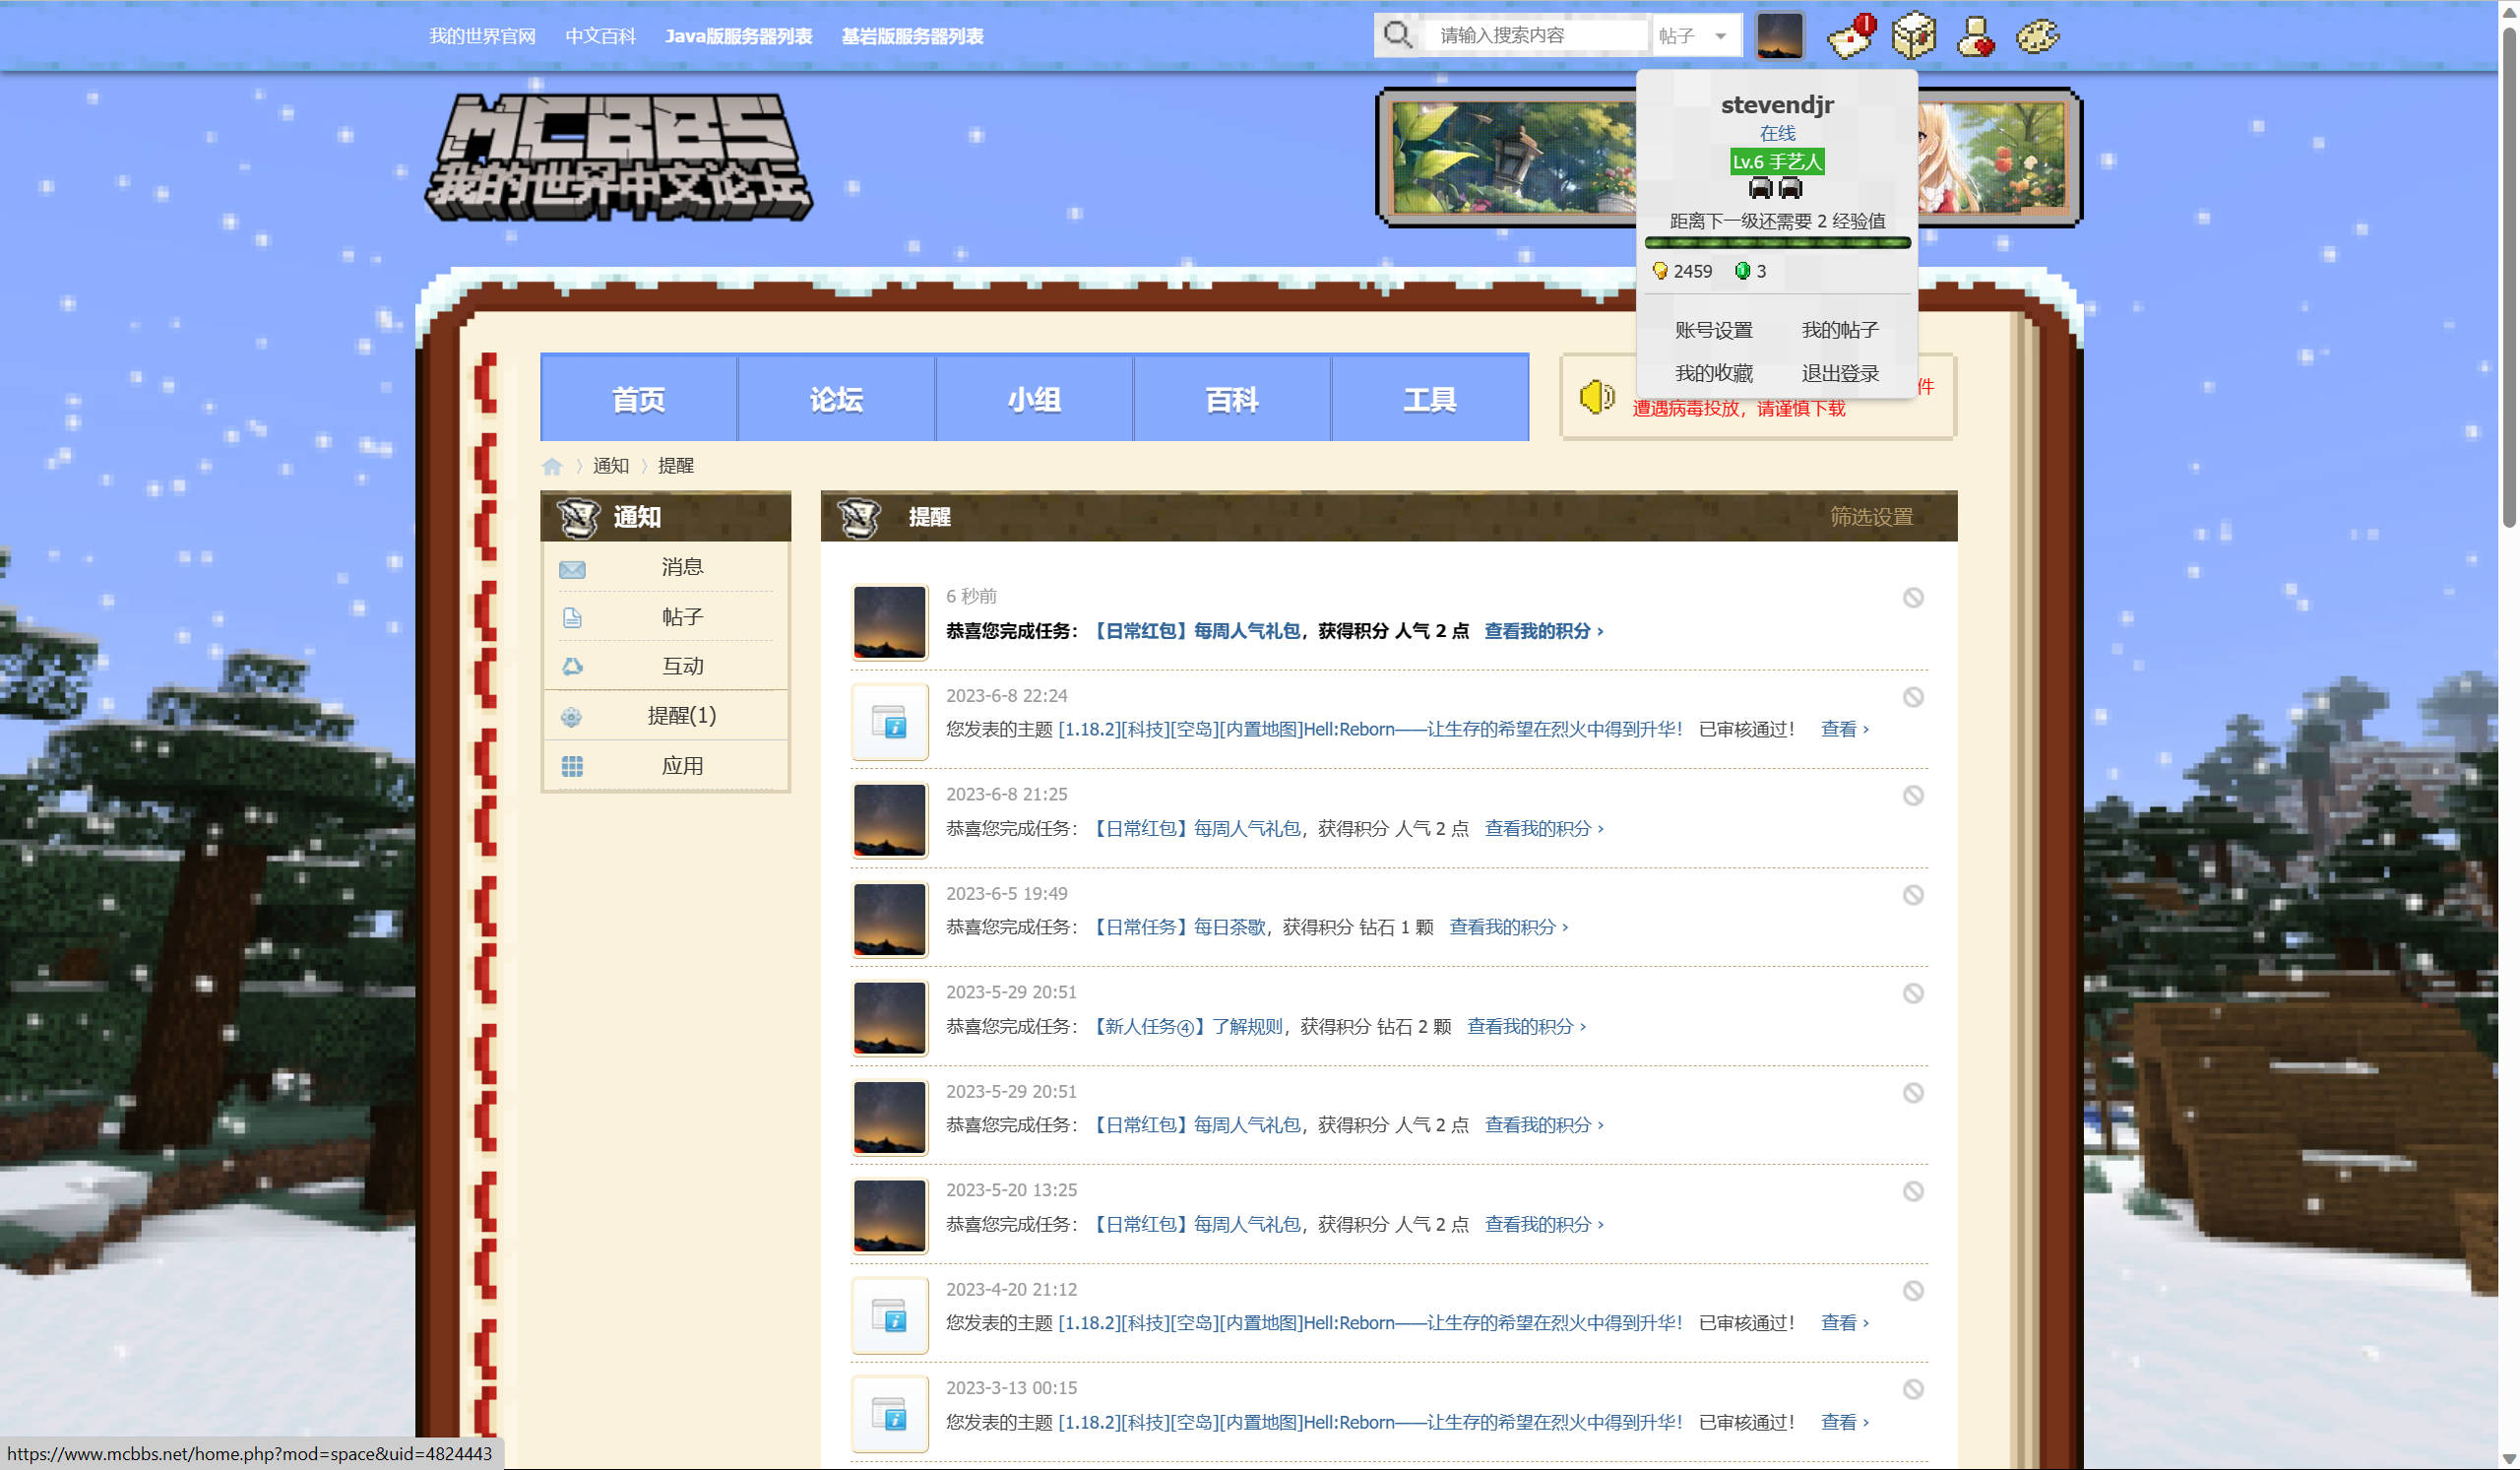 我的世界官网 中文百科 Java版服务器列表 基岩版服务器列表 请输入搜索内容 帖子
MCBBS
我的世界中文论坛
stevendjr
在线
Lv.6 手艺人
距离下一级还需要 2 经验值
2459 3
账号设置 我的帖子
我的收藏 退出登录
首页 论坛 小组 百科 工具
件
遭遇病毒投放，请谨慎下载
〉通知 〉提醒
通知
消息
帖子
互动
提醒(1)
应用
提醒 筛选设置
6 秒前
恭喜您完成任务：【日常红包】每周人气礼包，获得积分 人气 2 点 查看我的积分 ›
2023-6-8 22:24
您发表的主题 [1.18.2][科技][空岛][内置地图]Hell:Reborn——让生存的希望在烈火中得到升华！ 已审核通过！ 查看 ›
2023-6-8 21:25
恭喜您完成任务：【日常红包】每周人气礼包，获得积分 人气 2 点 查看我的积分 ›
2023-6-5 19:49
恭喜您完成任务：【日常任务】每日茶歇，获得积分 钻石 1 颗 查看我的积分 ›
2023-5-29 20:51
恭喜您完成任务：【新人任务④】了解规则，获得积分 钻石 2 颗 查看我的积分 ›
2023-5-29 20:51
恭喜您完成任务：【日常红包】每周人气礼包，获得积分 人气 2 点 查看我的积分 ›
2023-5-20 13:25
恭喜您完成任务：【日常红包】每周人气礼包，获得积分 人气 2 点 查看我的积分 ›
2023-4-20 21:12
您发表的主题 [1.18.2][科技][空岛][内置地图]Hell:Reborn——让生存的希望在烈火中得到升华！ 已审核通过！ 查看 ›
2023-3-13 00:15
您发表的主题 [1.18.2][科技][空岛][内置地图]Hell:Reborn——让生存的希望在烈火中得到升华！ 已审核通过！ 查看 ›
https://www.mcbbs.net/home.php?mod=space&uid=4824443